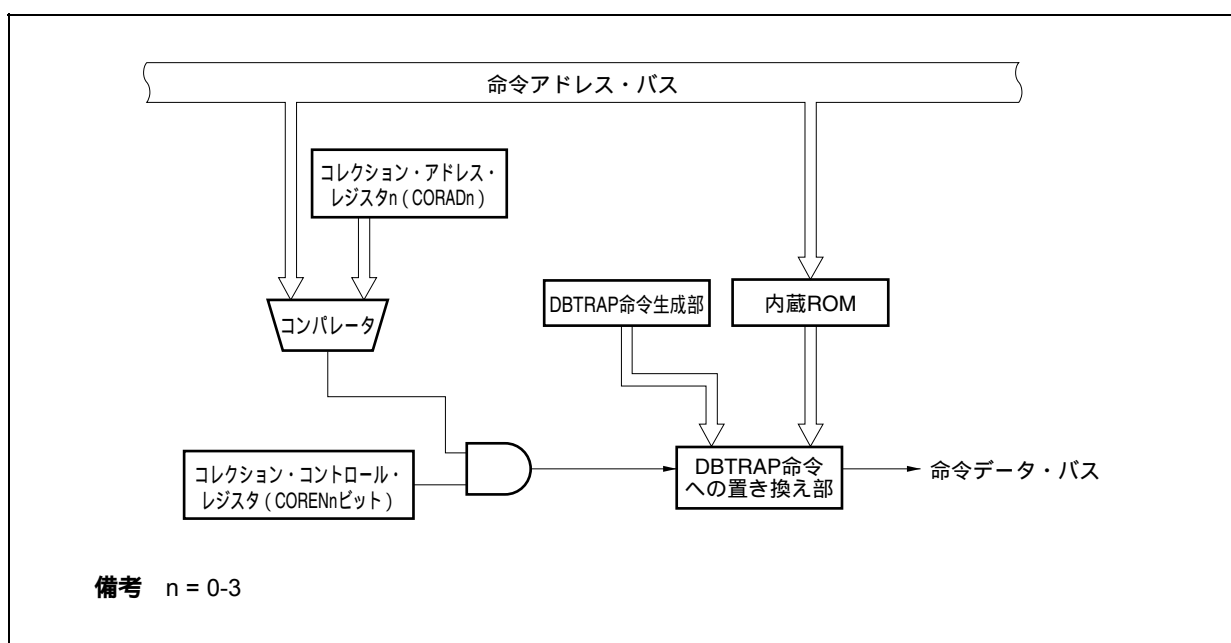 命令アドレス・バス
コレクション・アドレス・
レジスタn(CORADn)
コンパレータ
DBTRAP命令生成部
内蔵ROM
コレクション・コントロール・
レジスタ(CORENnビット)
DBTRAP命令
への置き換え部
命令データ・バス
備考 n = 0-3